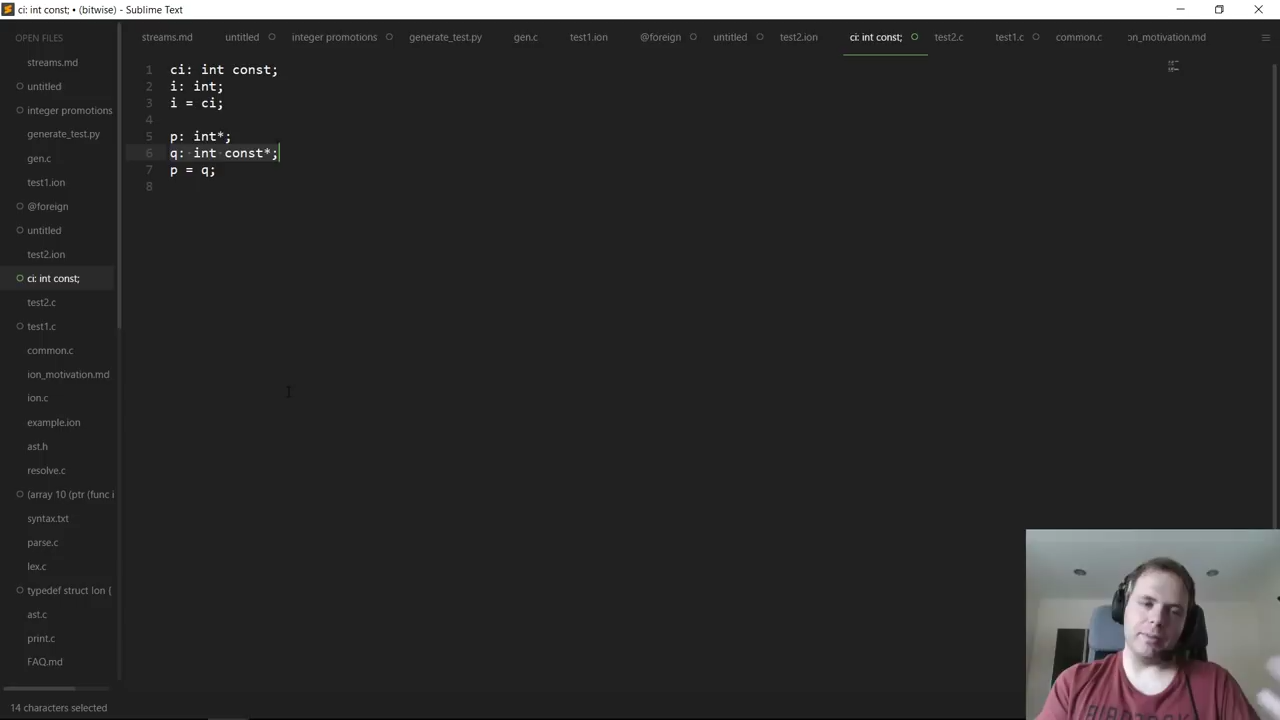 ci: int const; • (bitwise) - Sublime Text
OPEN FILES
streams.md
untitled
integer promotions
generate_test.py
gen.c
test1.ion
@foreign
untitled
test2.ion
ci: int const;
test2.c
test1.c
common.c
ion_motivation.md
ion.c
example.ion
ast.h
resolve.c
(array 10 (ptr (func i
syntax.txt
parse.c
lex.c
typedef struct Ion {
ast.c
print.c
FAQ.md
streams.md untitled integer promotions generate_test.py gen.c test1.ion @foreign untitled test2.ion ci: int const; test2.c test1.c common.c on_motivation.md
1 ci: int const;
2 i: int;
3 i = ci;
4
5 p: int*;
6 q: int const*;
7 p = q;
8
14 characters selected